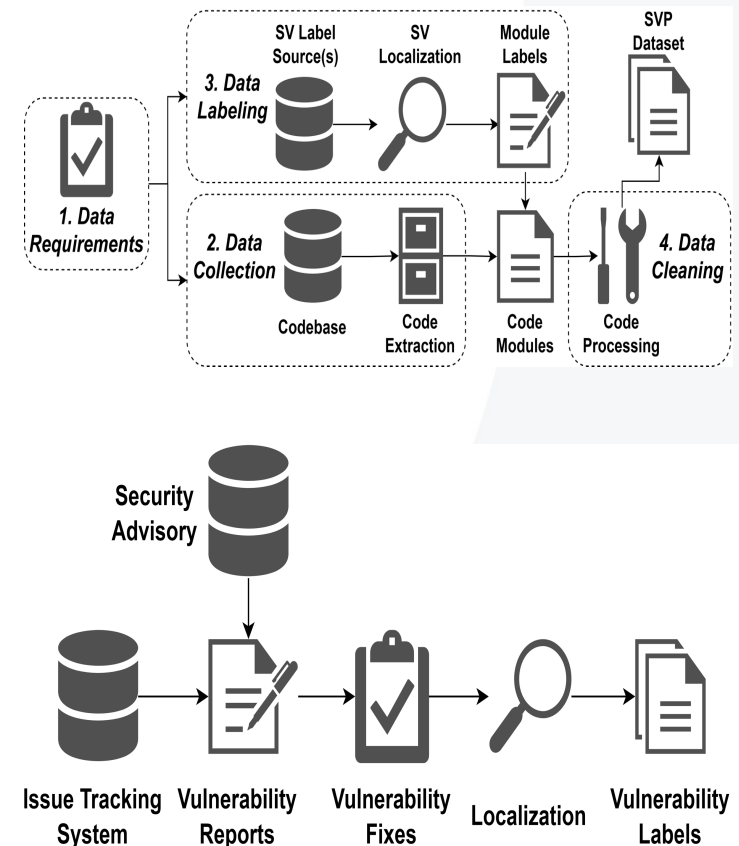 SV Label
Source(s)
SV
Localization
Module
Labels
SVP
Dataset
3. Data
Labeling
1. Data
Requirements
2. Data
Collection
Codebase
Code
Extraction
Code
Modules
Code
Processing
4. Data
Cleaning
Security
Advisory
Issue Tracking
System
Vulnerability
Reports
Vulnerability
Fixes
Localization
Vulnerability
Labels